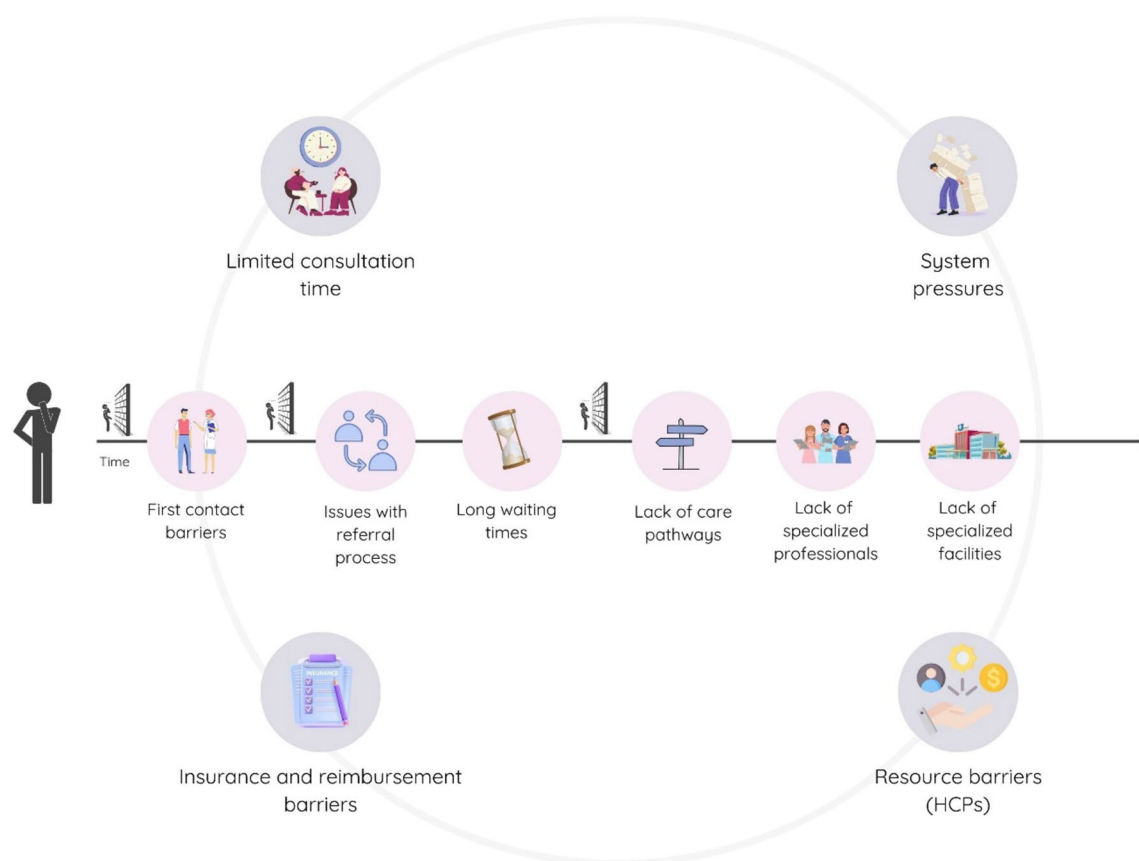 Limited consultation
time
System
pressures
Time
First contact
barriers
Issues with
referral
process
Long waiting
times
Lack of care
pathways
Lack of
specialized
professionals
Lack of
specialized
facilities
INSURANCE
Insurance and reimbursement
barriers
$
Resource barriers
(HCPs)